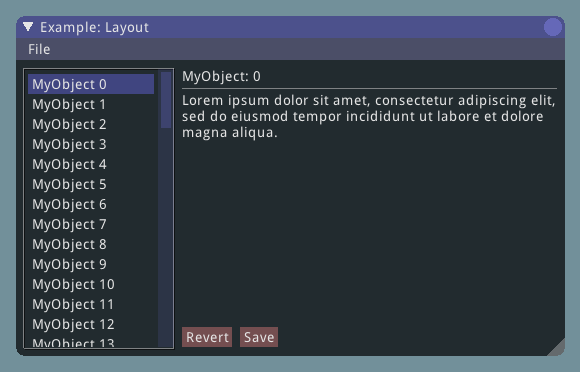 Example: Layout
File
MyObject 0
MyObject 1
MyObject 2
MyObject 3
MyObject 4
MyObject 5
MyObject 6
MyObject 7
MyObject 8
MyObject 9
MyObject 10
MyObject 11
MyObject 12
MyObject 13
MyObject: 0
Lorem ipsum dolor sit amet, consectetur adipiscing elit,
sed do eiusmod tempor incididunt ut labore et dolore
magna aliqua.
Revert Save